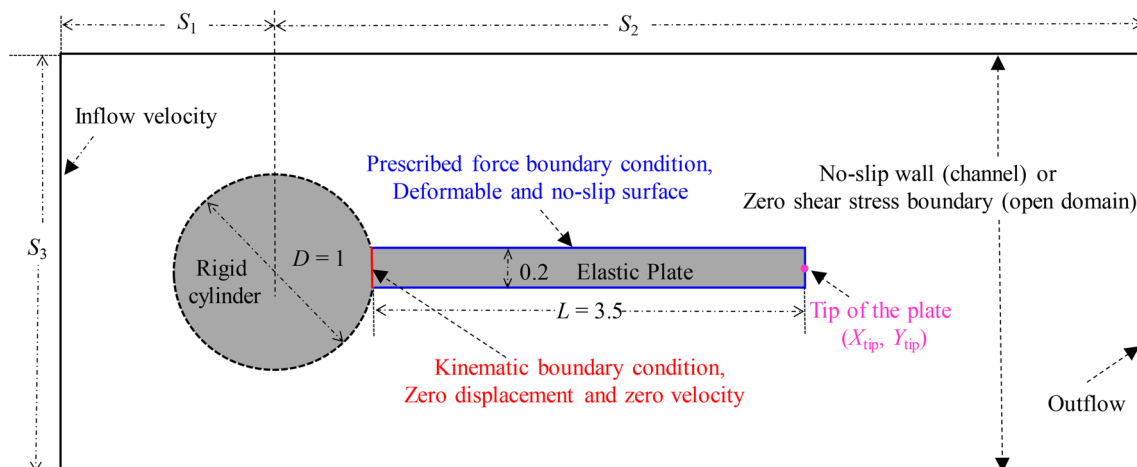 S₁
S₂
Inflow velocity
Prescribed force boundary condition,
Deformable and no-slip surface
No-slip wall (channel) or
Zero shear stress boundary (open domain)
S₃
D = 1
Rigid
cylinder
0.2
Elastic Plate
L = 3.5
Tip of the plate
(Xtip, Ytip)
Kinematic boundary condition,
Zero displacement and zero velocity
Outflow